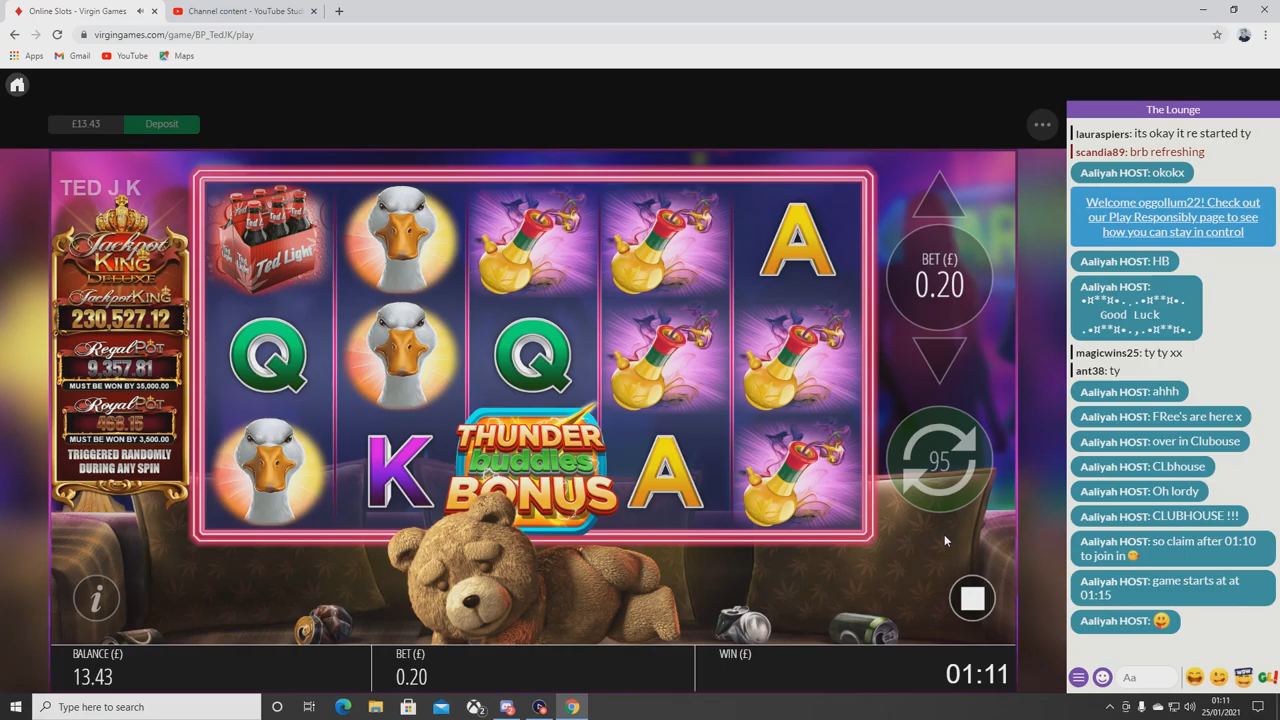 Online Slots - Virgin Games
Channel content - YouTube Stud
virgingames.com/game/BP_TedJK/play
Apps
Gmail
YouTube
Maps
£13.43
Deposit
TED J K
Jackpot
KING
DELUXE
JackpotKING
230,527.12
RegalPot
9,357.81
MUST BE WON BY 35,000.00
RoyalPot
468.15
MUST BE WON BY 3,500.00
TRIGGERED RANDOMLY
DURING ANY SPIN
Ted Light
A
Q
Q
K
THUNDER
buddies
BONUS
A
BET (£)
0.20
95
i
BALANCE (£)
13.43
BET (£)
0.20
WIN (£)
01:11
The Lounge
lauraspiers: its okay it re started ty
scandia89: brb refreshing
Aaliyah HOST: okokx
Welcome oggollum22! Check out
our Play Responsibly page to see
how you can stay in control
Aaliyah HOST: HB
Aaliyah HOST:
•¤**¤•. .•¤**¤•.
Good Luck
.•¤**¤•.,.•¤**¤•.
magicwins25: ty ty xx
ant38: ty
Aaliyah HOST: ahhh
Aaliyah HOST: FRee's are here x
Aaliyah HOST: over in Clubouse
Aaliyah HOST: CLbhouse
Aaliyah HOST: Oh lordy
Aaliyah HOST: CLUBHOUSE !!!
Aaliyah HOST: so claim after 01:10
to join in
Aaliyah HOST: game starts at at
01:15
Aaliyah HOST:
Aa
WOW
GL!
Type here to search
2
01:11
25/01/2021